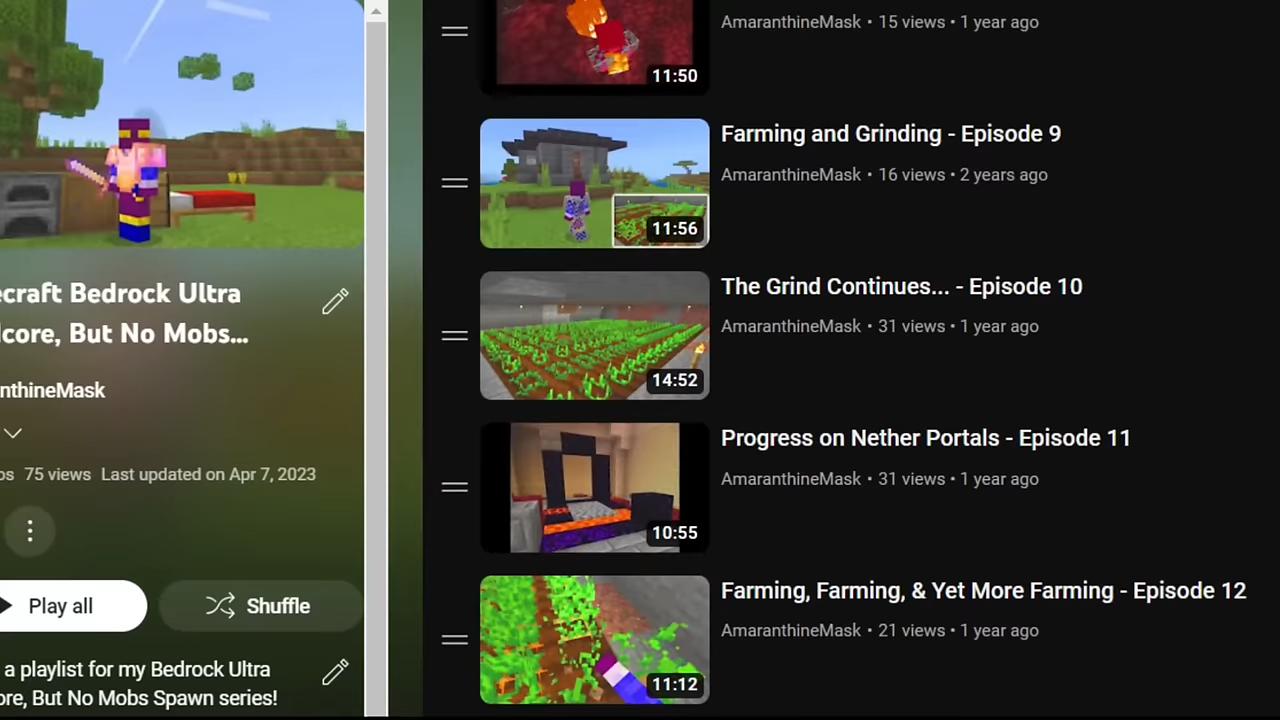 ecraft Bedrock Ultra
lcore, But No Mobs...
anthineMask
os 75 views Last updated on Apr 7, 2023
Play all
Shuffle
a playlist for my Bedrock Ultra
ore, But No Mobs Spawn series!
AmaranthineMask • 15 views • 1 year ago
11:50
Farming and Grinding - Episode 9
AmaranthineMask • 16 views • 2 years ago
11:56
The Grind Continues... - Episode 10
AmaranthineMask • 31 views • 1 year ago
14:52
Progress on Nether Portals - Episode 11
AmaranthineMask • 31 views • 1 year ago
10:55
Farming, Farming, & Yet More Farming - Episode 12
AmaranthineMask • 21 views • 1 year ago
11:12